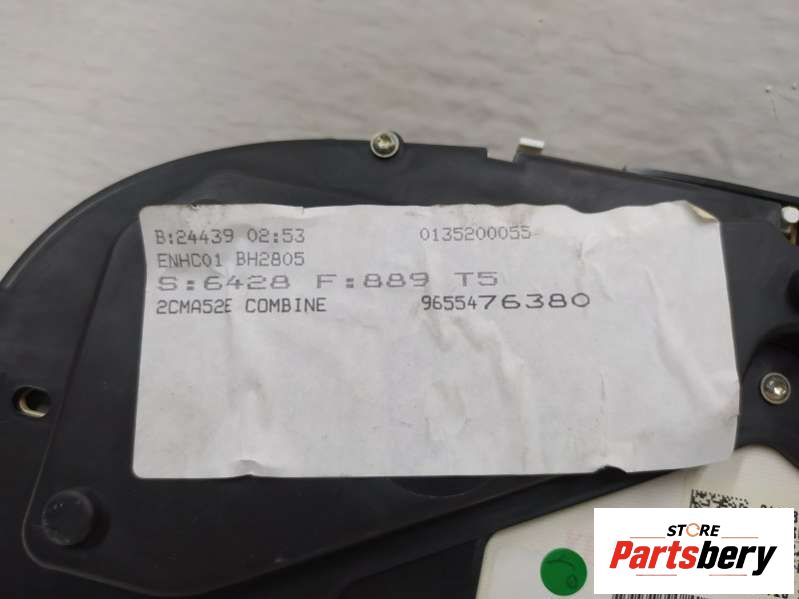 B:24439 02:53 0135200055
ENHC01 BH2805
S:6428 F:889 T5
2CMA52E COMBINE 9655476380
STORE
Partsbery